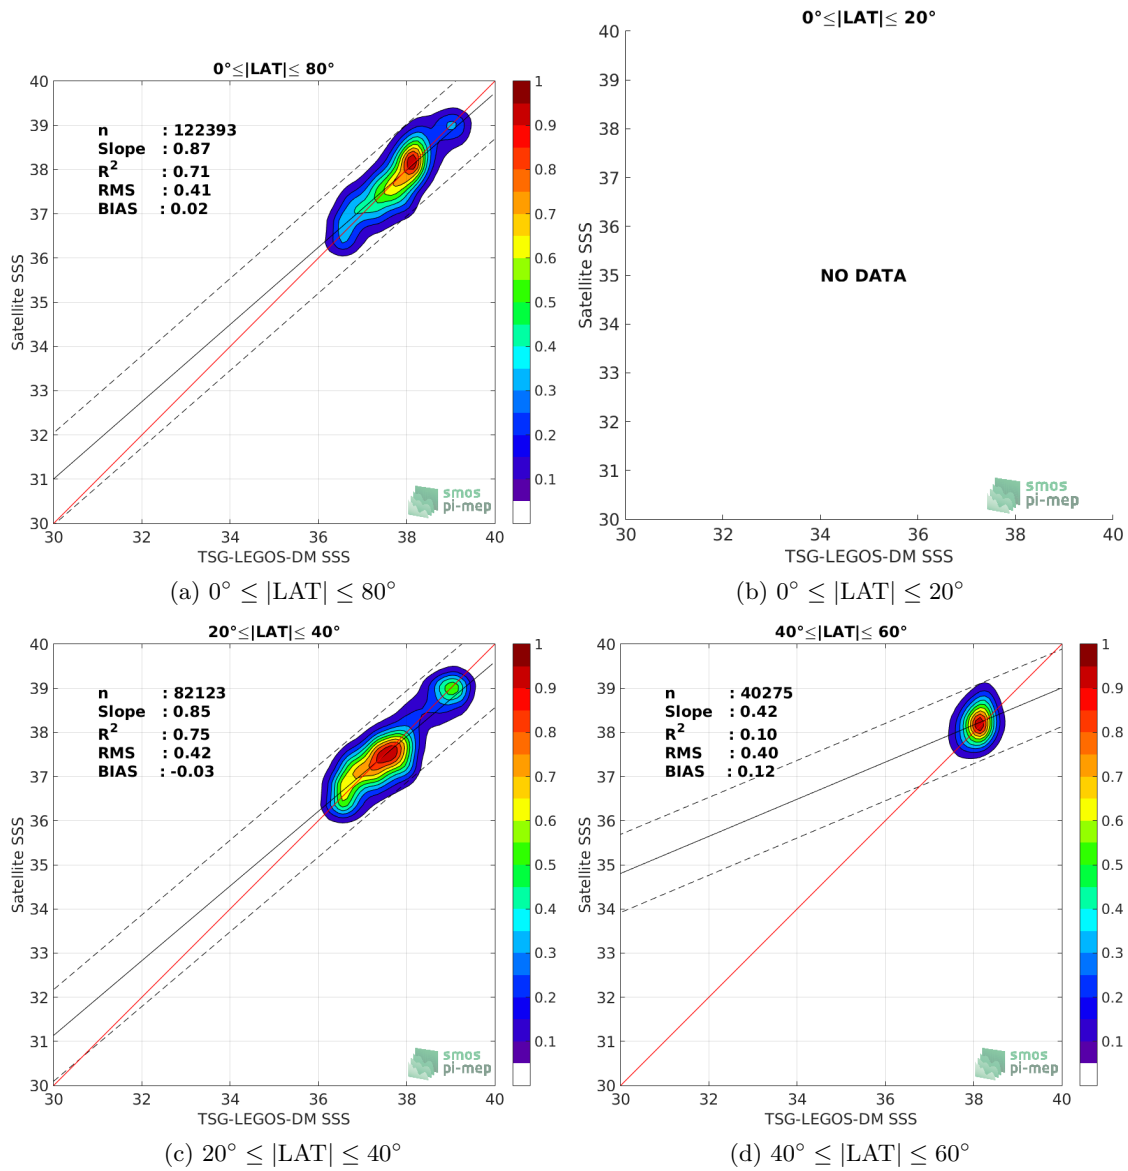 0°≤|LAT|≤ 80°
40
39
38
37
36
35
34
33
32
31
30
Satellite SSS
n : 122393
Slope : 0.87
R² : 0.71
RMS : 0.41
BIAS : 0.02
1
0.9
0.8
0.7
0.6
0.5
0.4
0.3
0.2
0.1
smos
pi-mep
30 32 34 36 38 40
TSG-LEGOS-DM SSS
(a) 0° ≤ |LAT| ≤ 80°
0°≤|LAT|≤ 20°
40
39
38
37
36
35
34
33
32
31
30
Satellite SSS
NO DATA
smos
pi-mep
30 32 34 36 38 40
TSG-LEGOS-DM SSS
(b) 0° ≤ |LAT| ≤ 20°
20°≤|LAT|≤ 40°
40
39
38
37
36
35
34
33
32
31
30
Satellite SSS
n : 82123
Slope : 0.85
R² : 0.75
RMS : 0.42
BIAS : -0.03
1
0.9
0.8
0.7
0.6
0.5
0.4
0.3
0.2
0.1
smos
pi-mep
30 32 34 36 38 40
TSG-LEGOS-DM SSS
(c) 20° ≤ |LAT| ≤ 40°
40°≤|LAT|≤ 60°
40
39
38
37
36
35
34
33
32
31
30
Satellite SSS
n : 40275
Slope : 0.42
R² : 0.10
RMS : 0.40
BIAS : 0.12
1
0.9
0.8
0.7
0.6
0.5
0.4
0.3
0.2
0.1
smos
pi-mep
30 32 34 36 38 40
TSG-LEGOS-DM SSS
(d) 40° ≤ |LAT| ≤ 60°